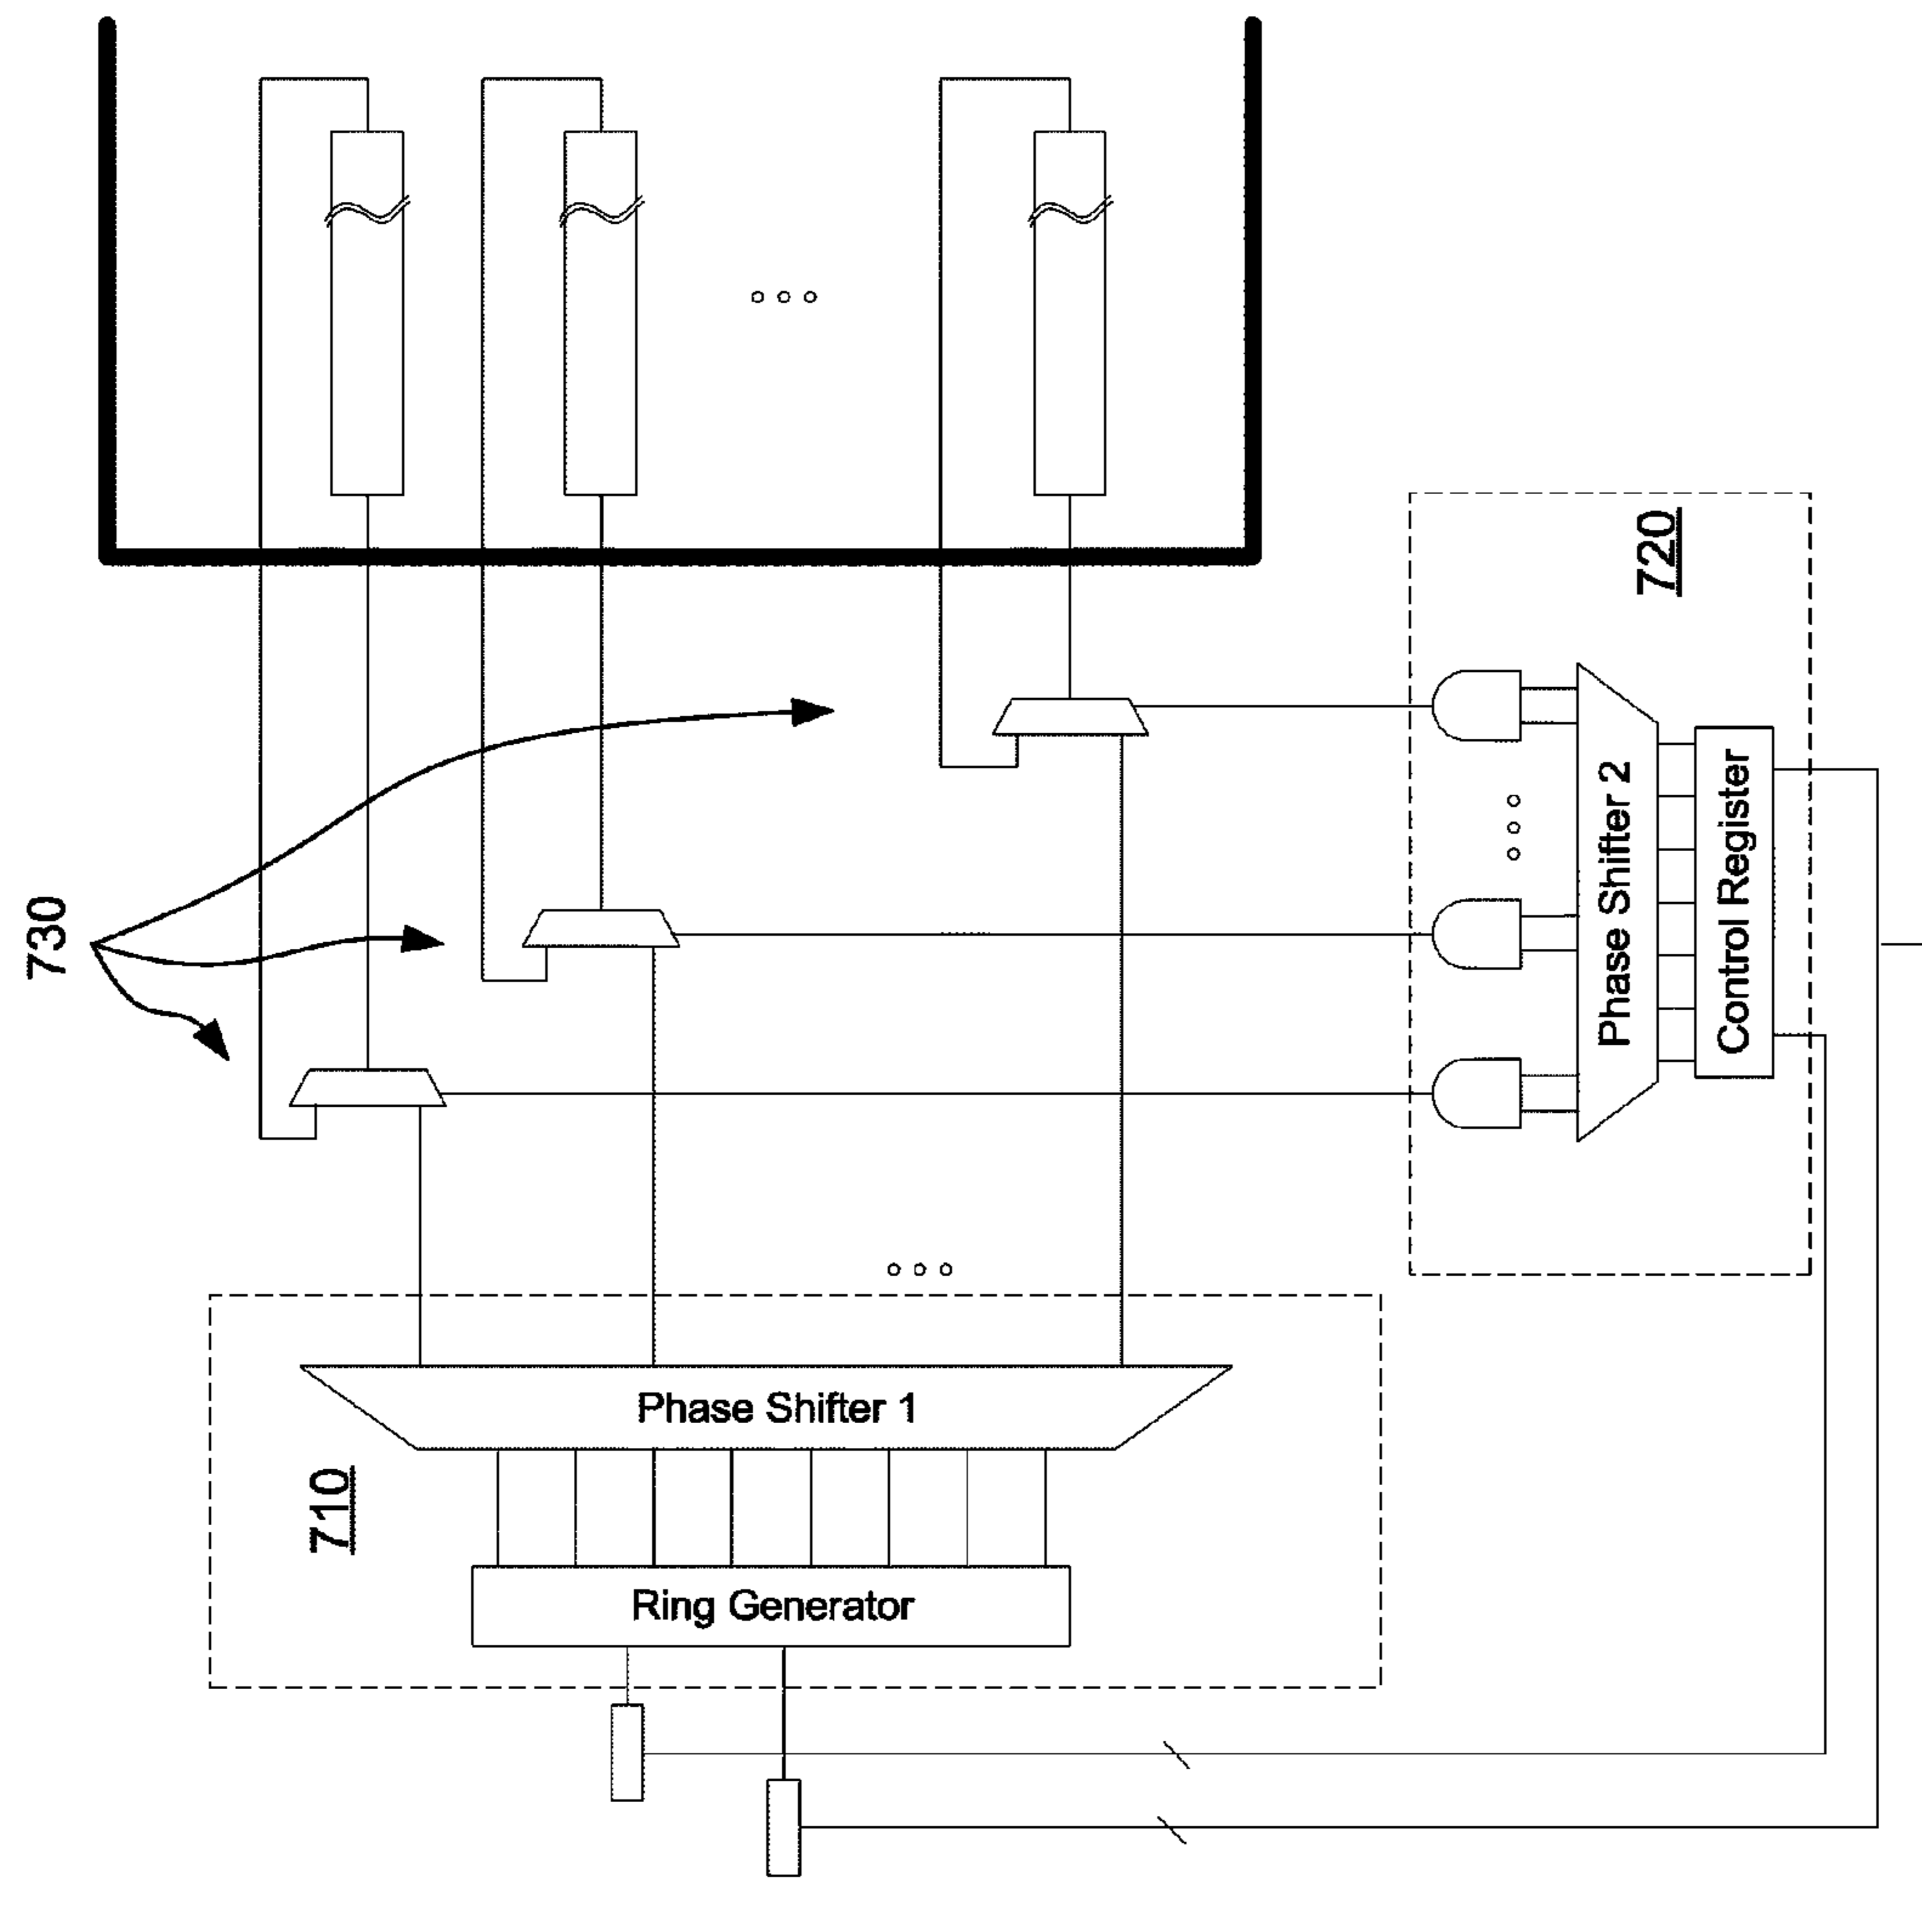 730
720
Phase Shifter 2
Control Register
Phase Shifter 1
710
Ring Generator